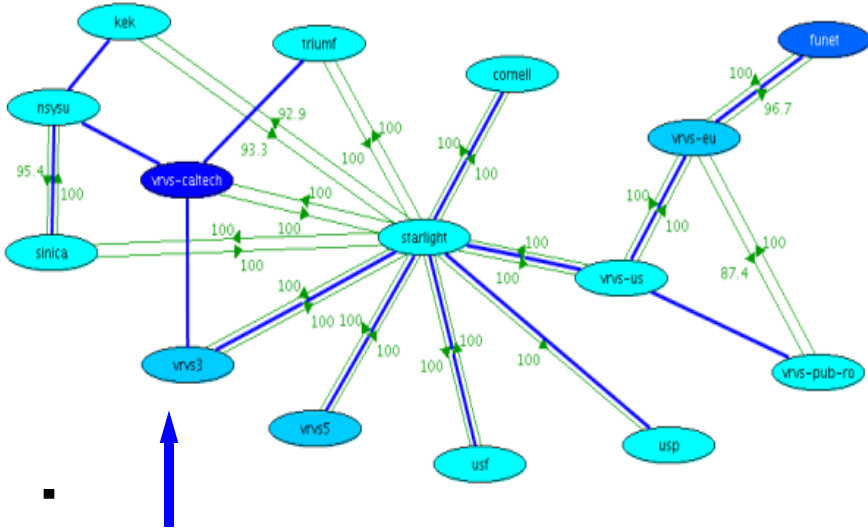 kek
triumf
funet
cornell
100
96.7
nsysu
92.9
100
93.3
100
vrvs-eu
100
100
95.4
100
vrvs-caltech
100
100
100
100
100
starlight
100
100
sinica
100
100
vrvs-us
87.4
100
100 100
100
100
100
100
vrvs3
vrvs-pub-ro
vrvs5
usf
usp